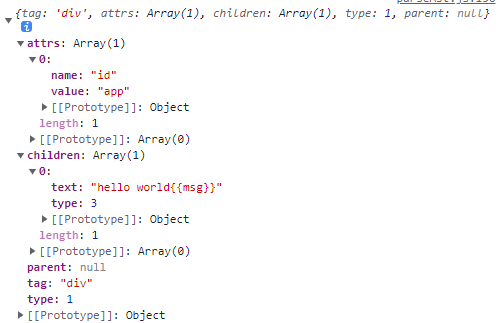 {tag: 'div', attrs: Array(1), children: Array(1), type: 1, parent: null}
i
attrs: Array(1)
0:
name: "id"
value: "app"
[[Prototype]]: Object
length: 1
[[Prototype]]: Array(0)
children: Array(1)
0:
text: "hello world{{msg}}"
type: 3
[[Prototype]]: Object
length: 1
[[Prototype]]: Array(0)
parent: null
tag: "div"
type: 1
[[Prototype]]: Object